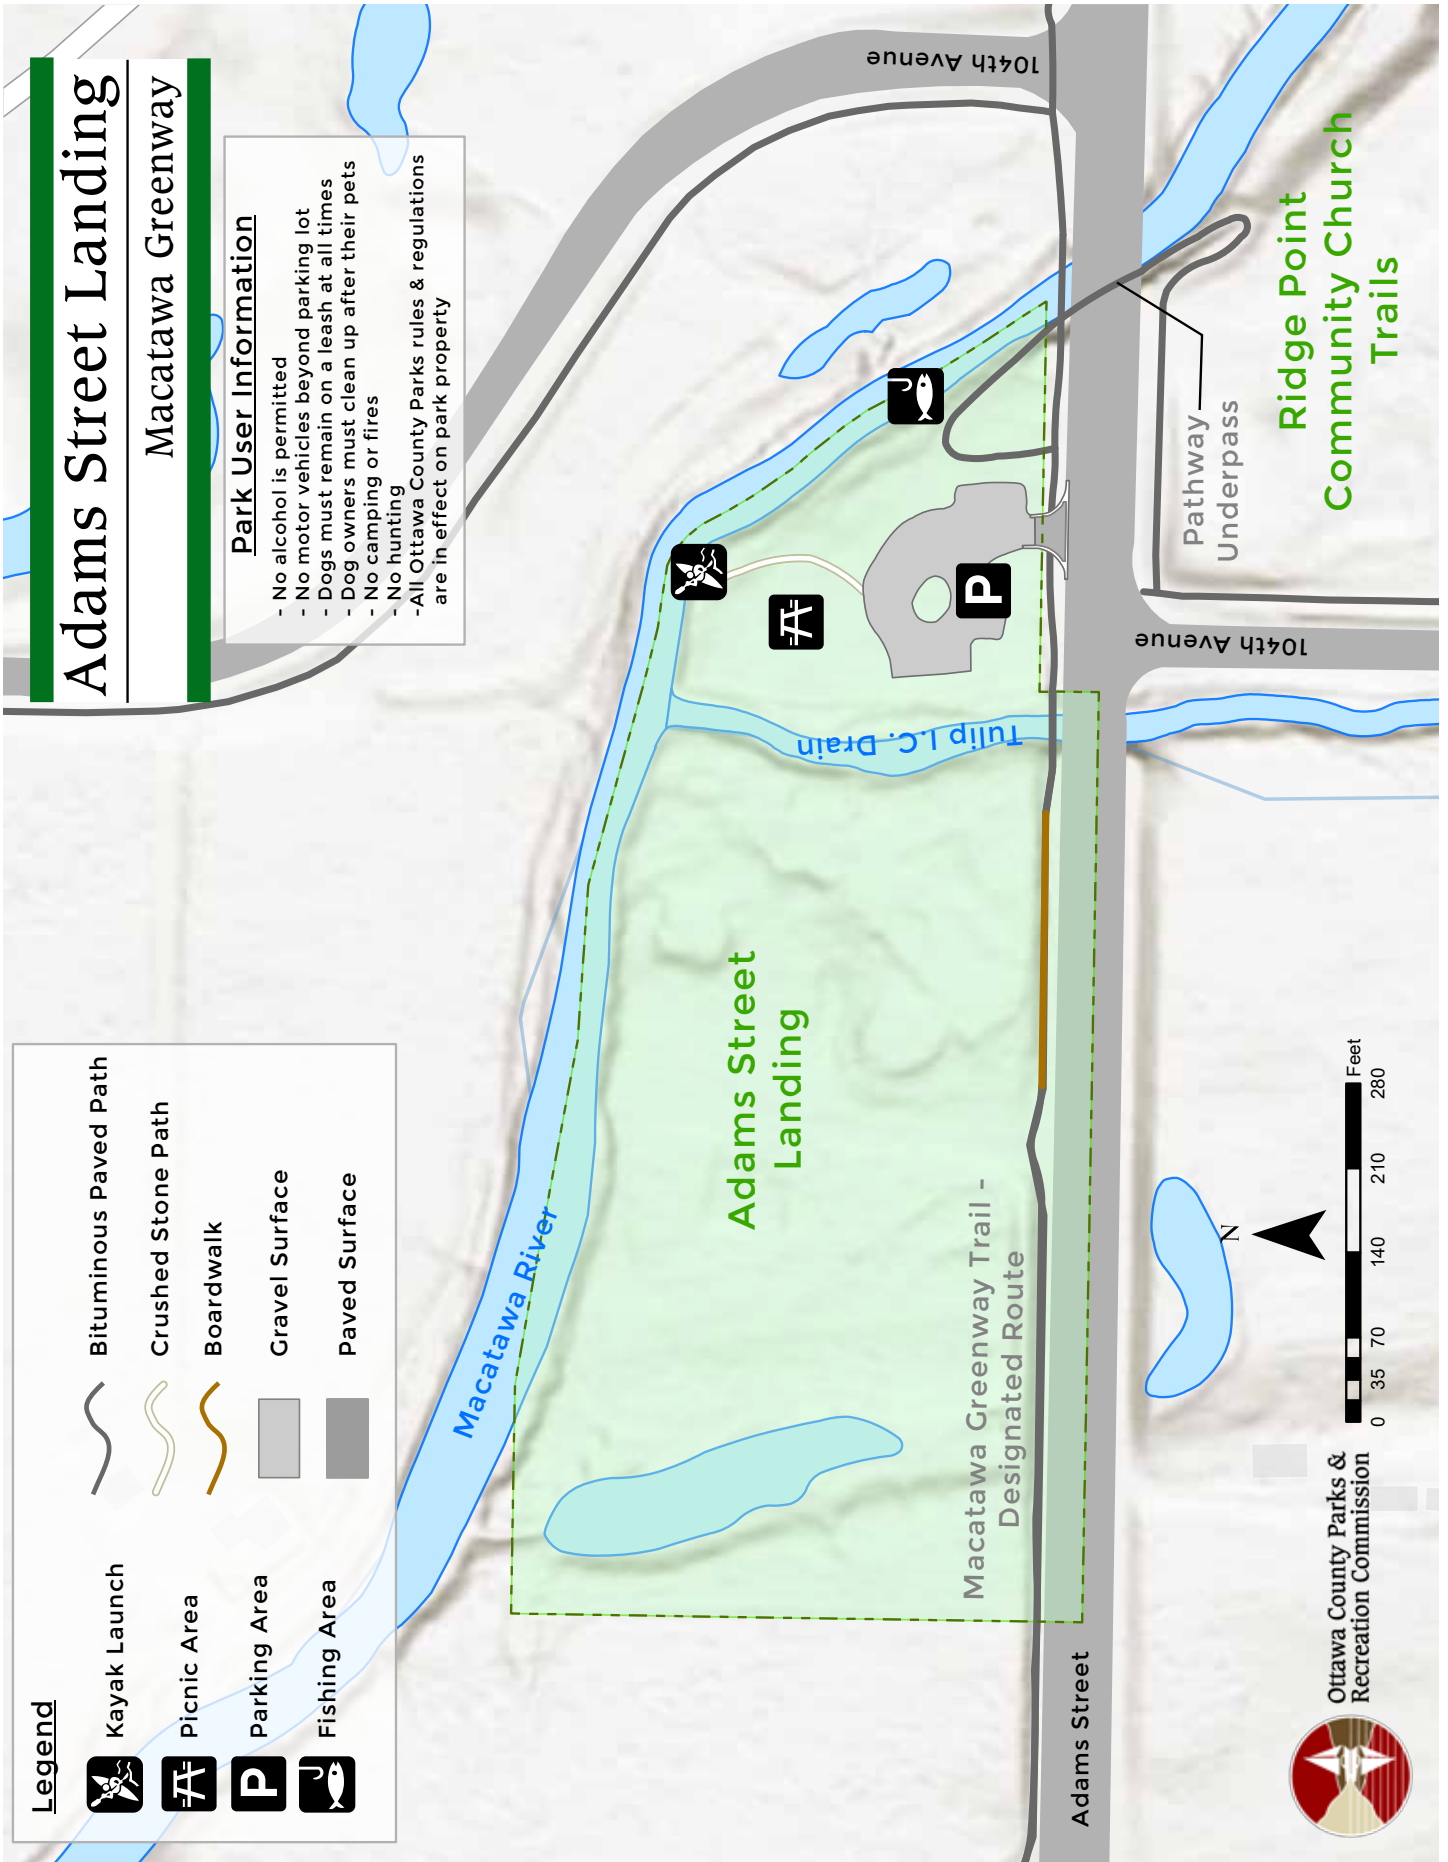 Adams Street Landing
Macatawa Greenway
Park User Information
- No alcohol is permitted
- No motor vehicles beyond parking lot
- Dogs must remain on a leash at all times
- Dog owners must clean up after their pets
- No camping or fires
- No hunting
-All Ottawa County Parks rules & regulations
are in effect on park property
Legend
Kayak Launch
Picnic Area
P
Parking Area
Fishing Area
Bituminous Paved Path
Crushed Stone Path
Boardwalk
Gravel Surface
Paved Surface
Macatawa River
Adams Street
Landing
Tulip I.C. Drain
P
104th Avenue
Macatawa Greenway Trail -
Designated Route
Adams Street
104th Avenue
Pathway
Underpass
Ridge Point
Community Church
Trails
N
0 35 70 140 210 280
Feet
Ottawa County Parks &
Recreation Commission